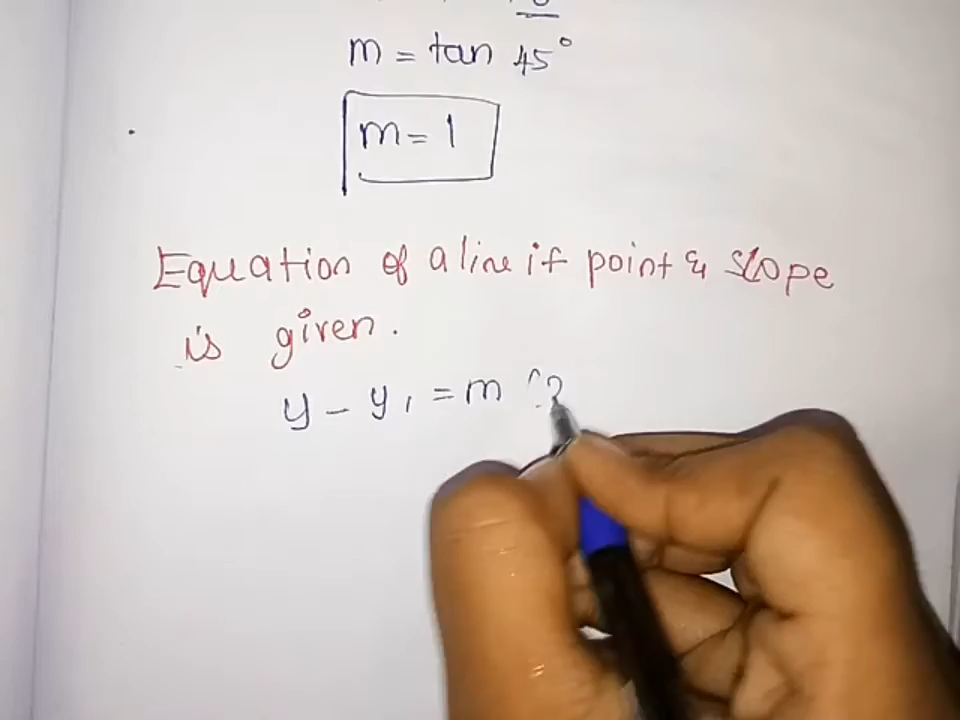 m = tan 45°
m = 1
Equation of a line if point & slope
is given.
y - y₁ = m (